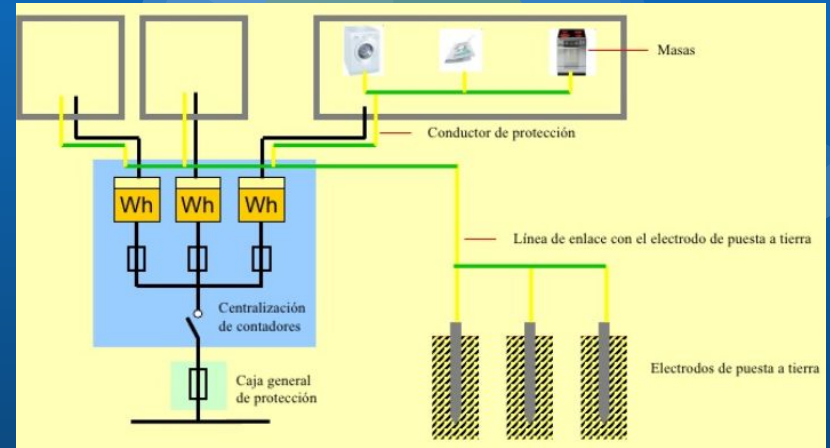 Masas
Conductor de protección
Wh Wh Wh
Línea de enlace con el electrodo de puesta a tierra
Centralización
de contadores
Electrodos de puesta a tierra
Caja general
de protección